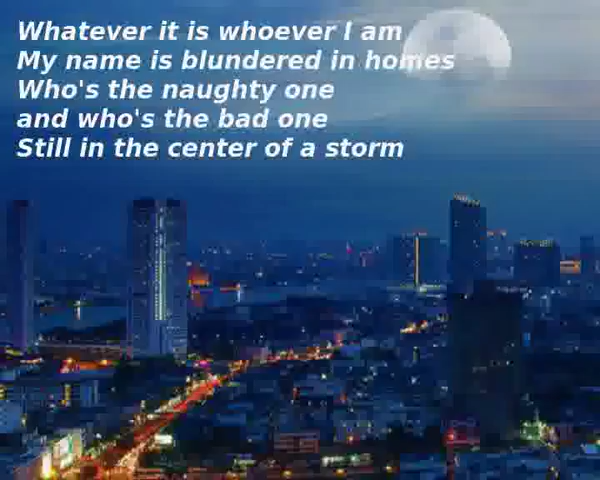 Whatever it is whoever I am
My name is blundered in homes
Who's the naughty one
and who's the bad one
Still in the center of a storm